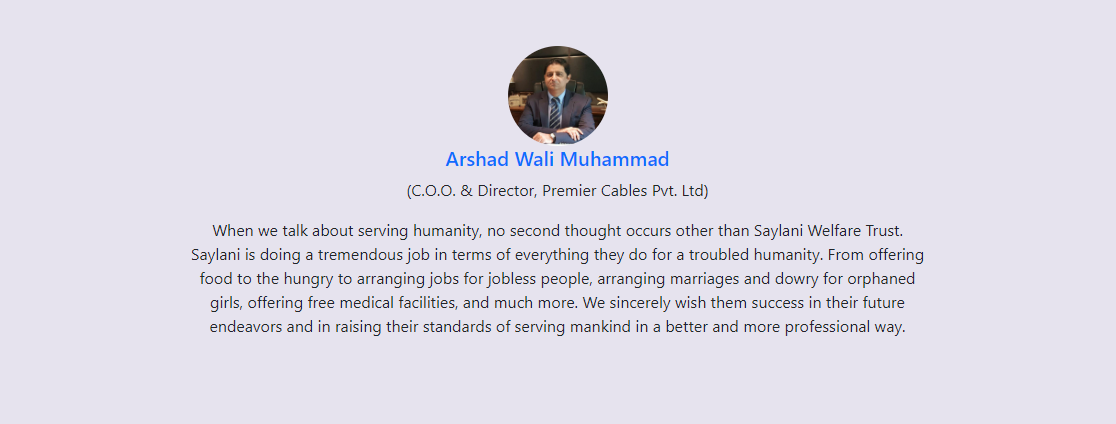 Arshad Wali Muhammad
(C.O.O. & Director, Premier Cables Pvt. Ltd)
When we talk about serving humanity, no second thought occurs other than Saylani Welfare Trust.
Saylani is doing a tremendous job in terms of everything they do for a troubled humanity. From offering
food to the hungry to arranging jobs for jobless people, arranging marriages and dowry for orphaned
girls, offering free medical facilities, and much more. We sincerely wish them success in their future
endeavors and in raising their standards of serving mankind in a better and more professional way.